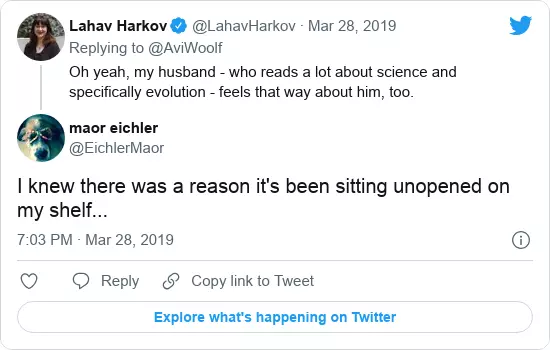 Lahav Harkov @LahavHarkov · Mar 28, 2019
Replying to @AviWoolf
Oh yeah, my husband - who reads a lot about science and
specifically evolution - feels that way about him, too.
maor eichler
@EichlerMaor
I knew there was a reason it's been sitting unopened on
my shelf...
7:03 PM · Mar 28, 2019
Reply
Copy link to Tweet
Explore what's happening on Twitter